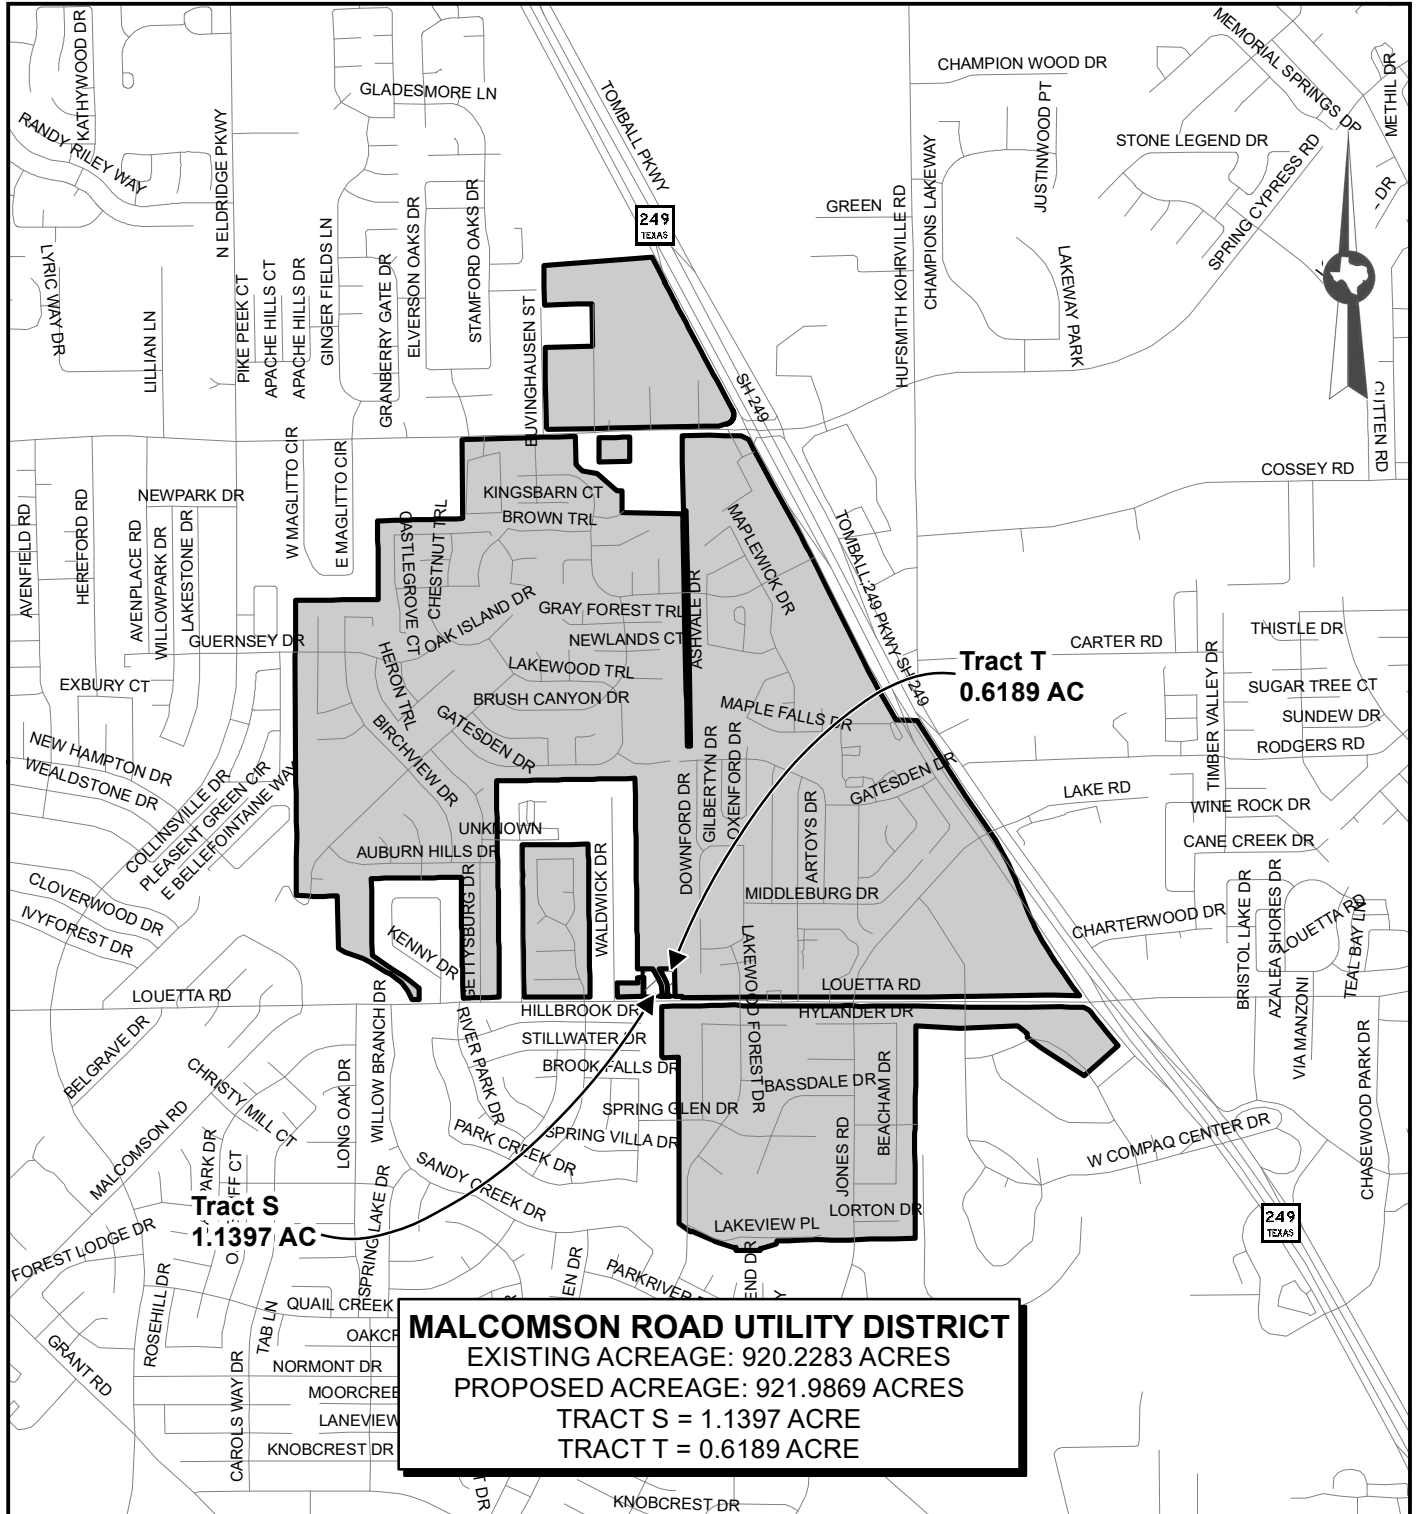 KATHYWOOD DR
RANDY RILEY WAY
GLADESMORE LN
N ELDRIDGE PKWY
TOMBALL PKWY
249
TEXAS
CHAMPION WOOD DR
JUSTINWOOD PT
MEMORIAL SPRINGS DR
METHIL DR
STONE LEGEND DR
SPRING CYPRESS RD
DR
GREEN
HUFSMITH KOHRVILLE RD
CHAMPIONS LAKEWAY
LAKEWAY PARK
LYRIC WAY DR
LILLIAN LN
PIKE PEEK CT
APACHE HILLS CT
APACHE HILLS DR
GINGER FIELDS LN
GRANBERRY GATE DR
ELVERSON OAKS DR
STAMFORD OAKS DR
BUVINGHAUSEN ST
SH 249
CUTTEN RD
COSSEY RD
AVENFIELD RD
HEREFORD RD
NEWPARK DR
AVENPLACE RD
WILLOWPARK DR
LAKESTONE DR
W MAGLITTO CIR
E MAGLITTO CIR
CASTLEGROVE CT
CHESTNUT TRL
KINGSBARN CT
BROWN TRL
MAPLEWICK DR
TOMBALL 249 PKWY SH 249
GUERNSEY DR
EXBURY CT
HERON TRL
OAK ISLAND DR
GRAY FOREST TRL
NEWLANDS CT
ASHVALE DR
LAKEWOOD TRL
BRUSH CANYON DR
GATESDEN DR
BIRCHVIEW DR
MAPLE FALLS DR
Tract T
0.6189 AC
CARTER RD
THISTLE DR
SUGAR TREE CT
SUNDEW DR
RODGERS RD
TIMBER VALLEY DR
NEW HAMPTON DR
WEALDSTONE DR
COLLINSVILLE DR
PLEASENT GREEN CIR
E BELLEFOINTAINE WAY
UNKNOWN
AUBURN HILLS DR
DOWNFORD DR
GILBERTYN DR
OXENFORD DR
ARTOYS DR
GATESDEN DR
LAKE RD
WINE ROCK DR
CANE CREEK DR
CLOVERWOOD DR
IVYFOREST DR
KENNY DR
GETTYSBURG DR
WALDWICK DR
MIDDLEBURG DR
CHARTERWOOD DR
BRISTOL LAKE DR
AZALEA SHORES DR
LOUETTA RD
TEAL BAY LN
LOUETTA RD
LOUETTA RD
HILLBROOK DR
HYLANDER DR
LAKEWOOD FOREST DR
STILLWATER DR
BROOK FALLS DR
BELGRAVE DR
CHRISTY MILL CT
MALCOMSON RD
LONG OAK DR
WILLOW BRANCH DR
RIVER PARK DR
BASSDALE DR
BEACHAM DR
JONES RD
VIA MANZONI
CHASEWOOD PARK DR
SPRING GLEN DR
SPRING VILLA DR
PARK CREEK DR
SANDY CREEK DR
W COMPAQ CENTER DR
LAKEVIEW PL
LORTON DR
Tract S
1.1397 AC
PARK DR
FF CT
SPRING LAKE DR
FOREST LODGE DR
ROSEHILL DR
GRANT RD
TAB LN
CAROLS WAY DR
EN DR
PARKRIVER
END DR
249
TEXAS
QUAIL CREEK
OAKCR
NORMONT DR
MOORCREE
LANEVIEW
KNOBCREST DR
T DR
KNOBCREST DR
MALCOMSON ROAD UTILITY DISTRICT
EXISTING ACREAGE: 920.2283 ACRES
PROPOSED ACREAGE: 921.9869 ACRES
TRACT S = 1.1397 ACRE
TRACT T = 0.6189 ACRE